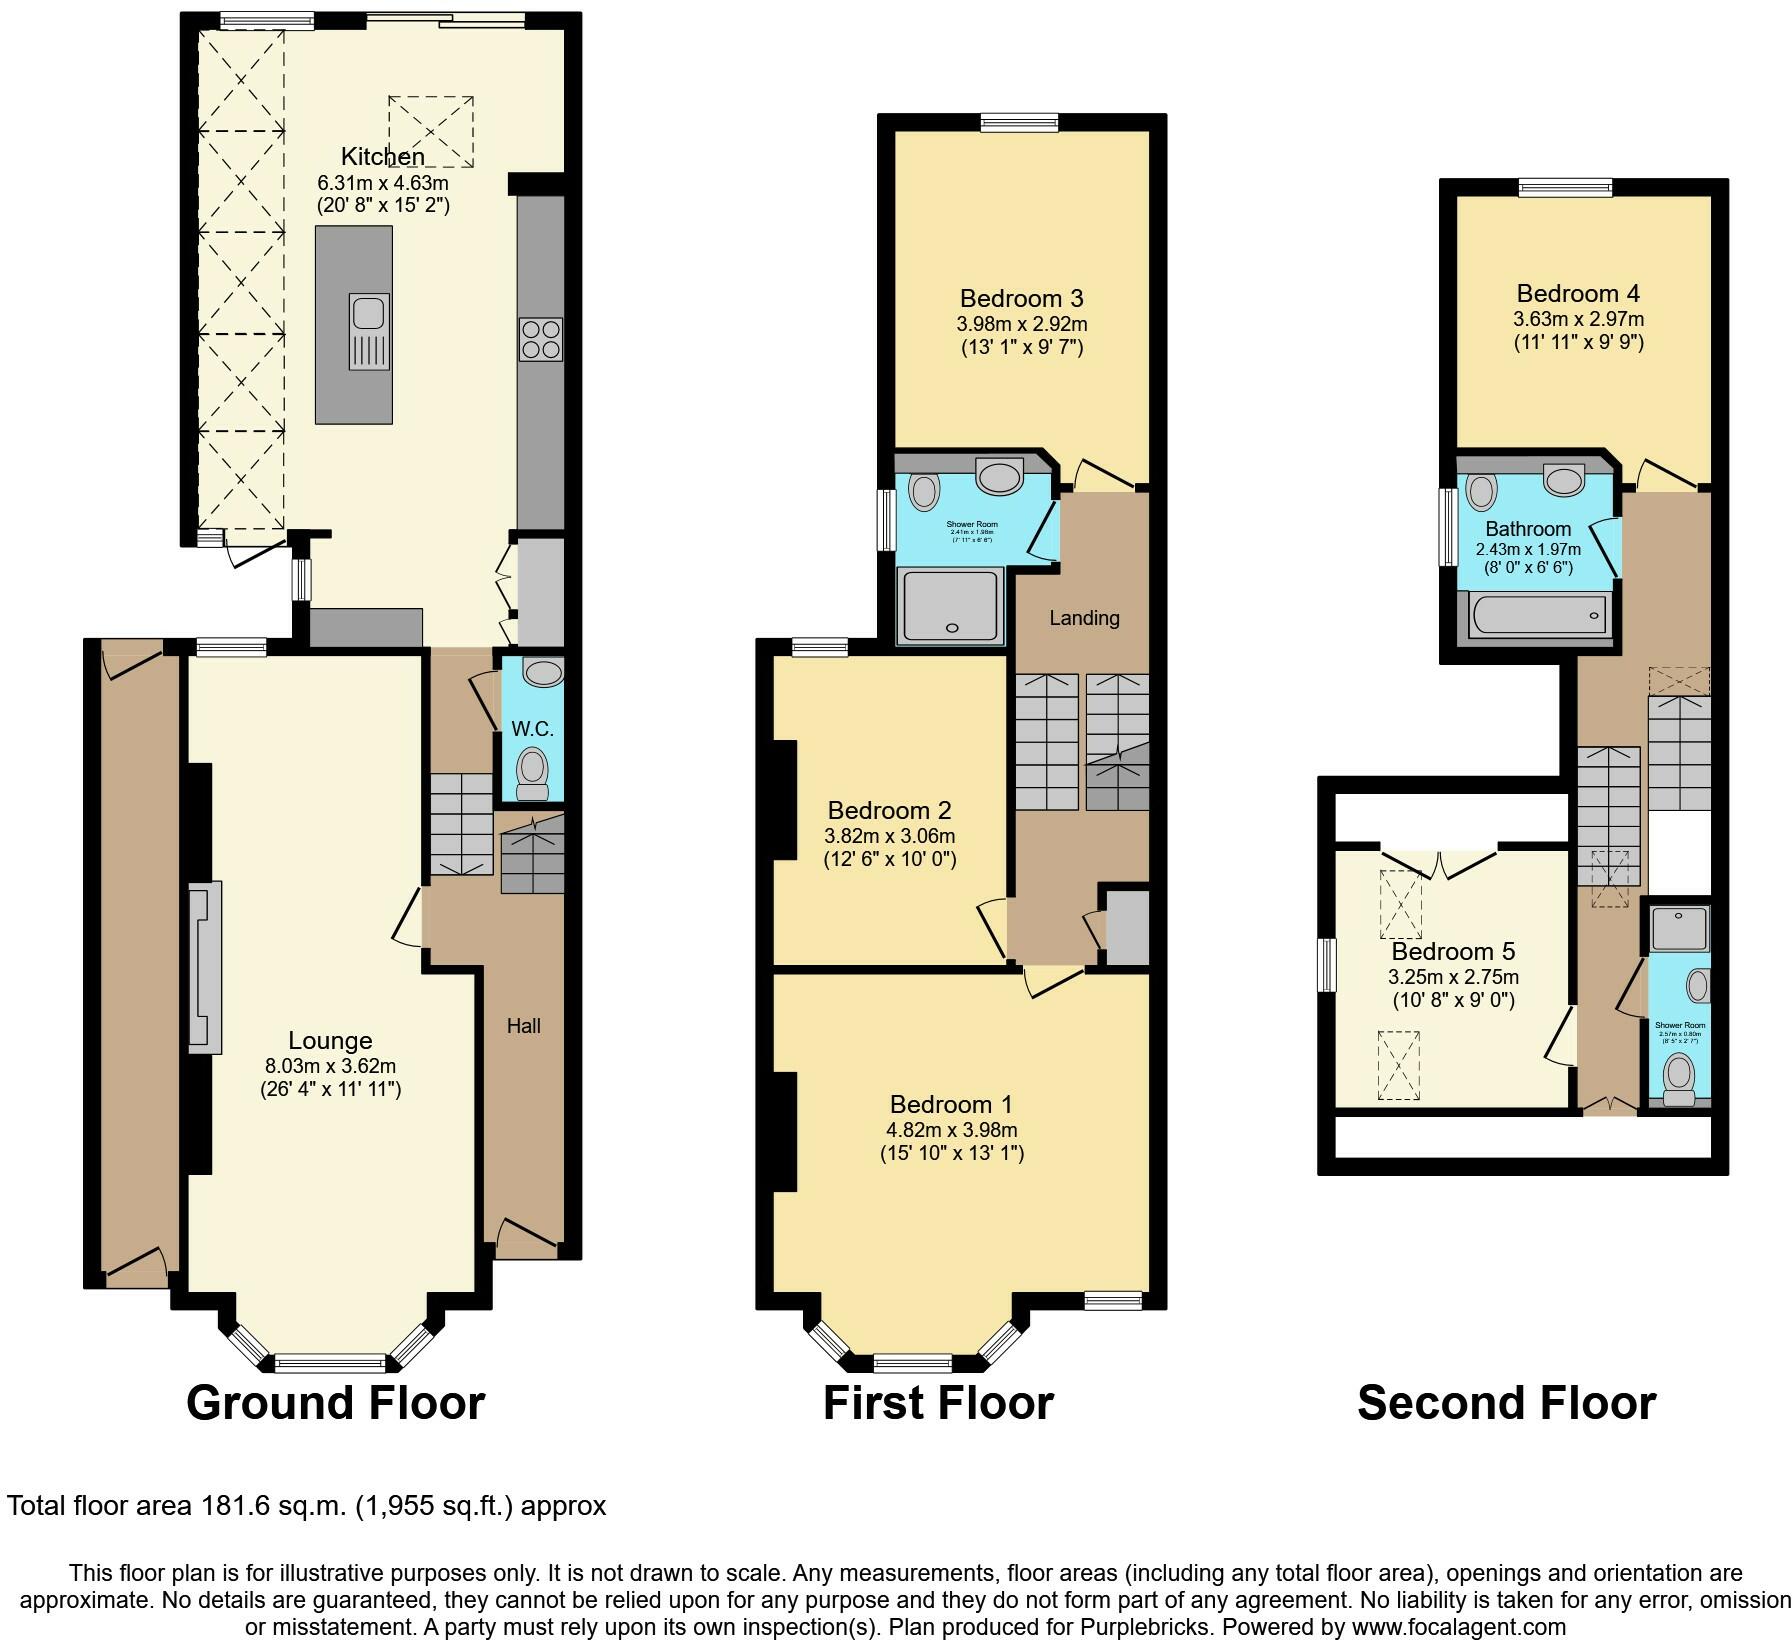 Kitchen
6.31m x 4.63m
(20' 8" x 15' 2")
W.C.
Lounge
8.03m x 3.62m
(26' 4" x 11' 11")
Hall
Ground Floor
Bedroom 3
3.98m x 2.92m
(13' 1" x 9' 7")
Shower Room
2.41m x 1.98m
(7' 11" x 6' 6")
Landing
Bedroom 2
3.82m x 3.06m
(12' 6" x 10' 0")
Bedroom 1
4.82m x 3.98m
(15' 10" x 13' 1")
First Floor
Bedroom 4
3.63m x 2.97m
(11' 11" x 9' 9")
Bathroom
2.43m x 1.97m
(8' 0" x 6' 6")
Bedroom 5
3.25m x 2.75m
(10' 8" x 9' 0")
Shower Room
2.57m x 0.80m
(8' 5" x 2' 7")
Second Floor
Total floor area 181.6 sq.m. (1,955 sq.ft.) approx
This floor plan is for illustrative purposes only. It is not drawn to scale. Any measurements, floor areas (including any total floor area), openings and orientation are
approximate. No details are guaranteed, they cannot be relied upon for any purpose and they do not form part of any agreement. No liability is taken for any error, omission
or misstatement. A party must rely upon its own inspection(s). Plan produced for Purplebricks. Powered by www.focalagent.com